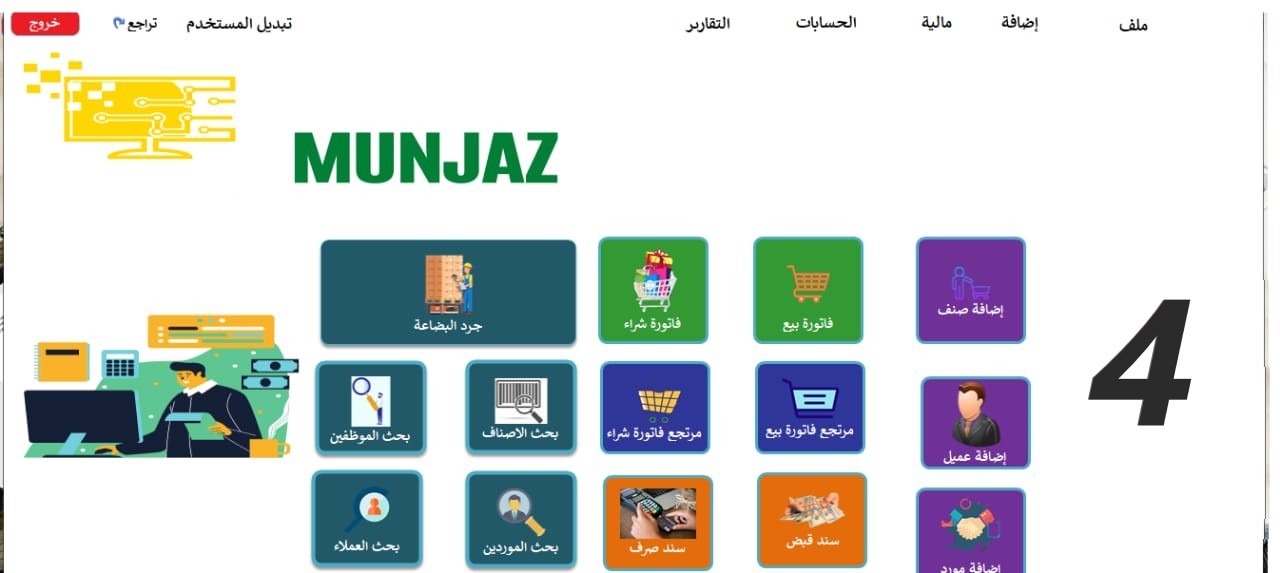 ملف
إضافة
مالية
الحسابات
التقارير
تبديل المستخدم
تراجع
خروج
MUNJAZ
إضافة صنف
فاتورة بيع
فاتورة شراء
جرد البضاعة
4
إضافة عميل
مرتجع فاتورة بيع
مرتجع فاتورة شراء
بحث الاصناف
بحث الموظفين
إضافة مورد
سند قبض
سند صرف
بحث الموردين
بحث العملاء